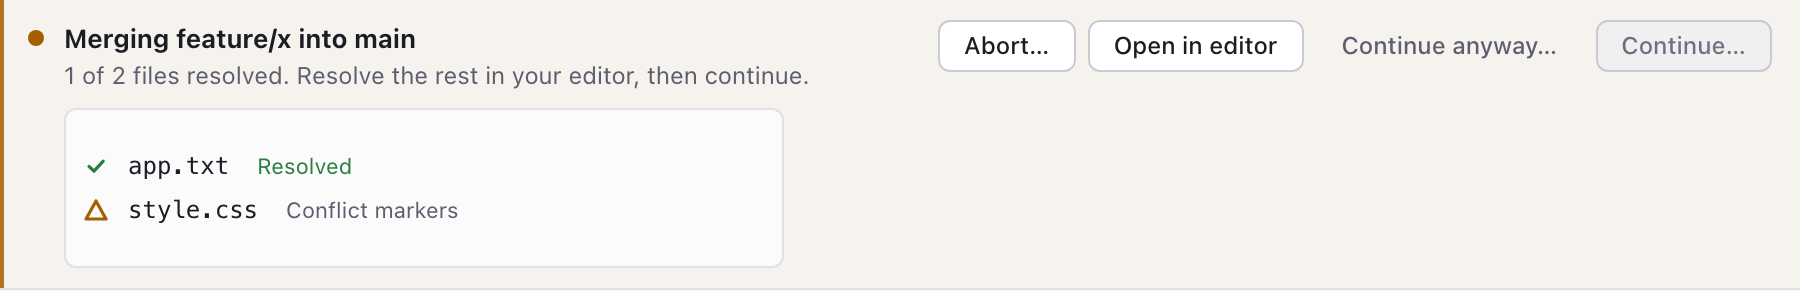 Merging feature/x into main
1 of 2 files resolved. Resolve the rest in your editor, then continue.
Abort...
Open in editor
Continue anyway...
Continue...
app.txt Resolved
style.css Conflict markers